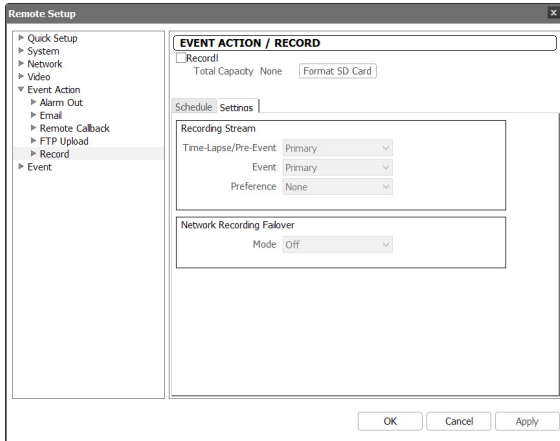 Remote Setup
x
Quick Setup
System
Network
Video
Event Action
Alarm Out
Email
Remote Callback
FTP Upload
Record
Event
EVENT ACTION / RECORD
Recordl
Total Capacity None Format SD Card
Schedule Settings
Recording Stream
Time-Lapse/Pre-Event Primary
Event Primary
Preference None
Network Recording Failover
Mode Off
OK Cancel Apply